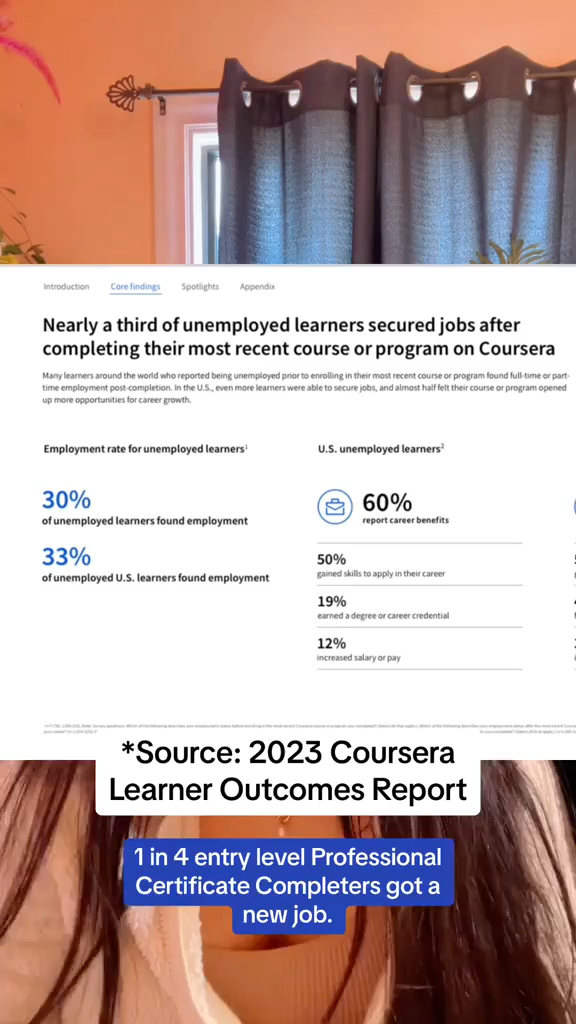 Introduction Core findings Spotlights Appendix
Nearly a third of unemployed learners secured jobs after
completing their most recent course or program on Coursera
Many learners around the world who reported being unemployed prior to enrolling in their most recent course or program found full-time or part-
time employment post-completion. In the U.S., even more learners were able to secure jobs, and almost half felt their course or program opened
up more opportunities for career growth.
Employment rate for unemployed learners¹
30%
of unemployed learners found employment
33%
of unemployed U.S. learners found employment
U.S. unemployed learners²
60%
report career benefits
50%
gained skills to apply in their career
19%
earned a degree or career credential
12%
increased salary or pay
*Source: 2023 Coursera
Learner Outcomes Report
1 in 4 entry level Professional
Certificate Completers got a
new job.